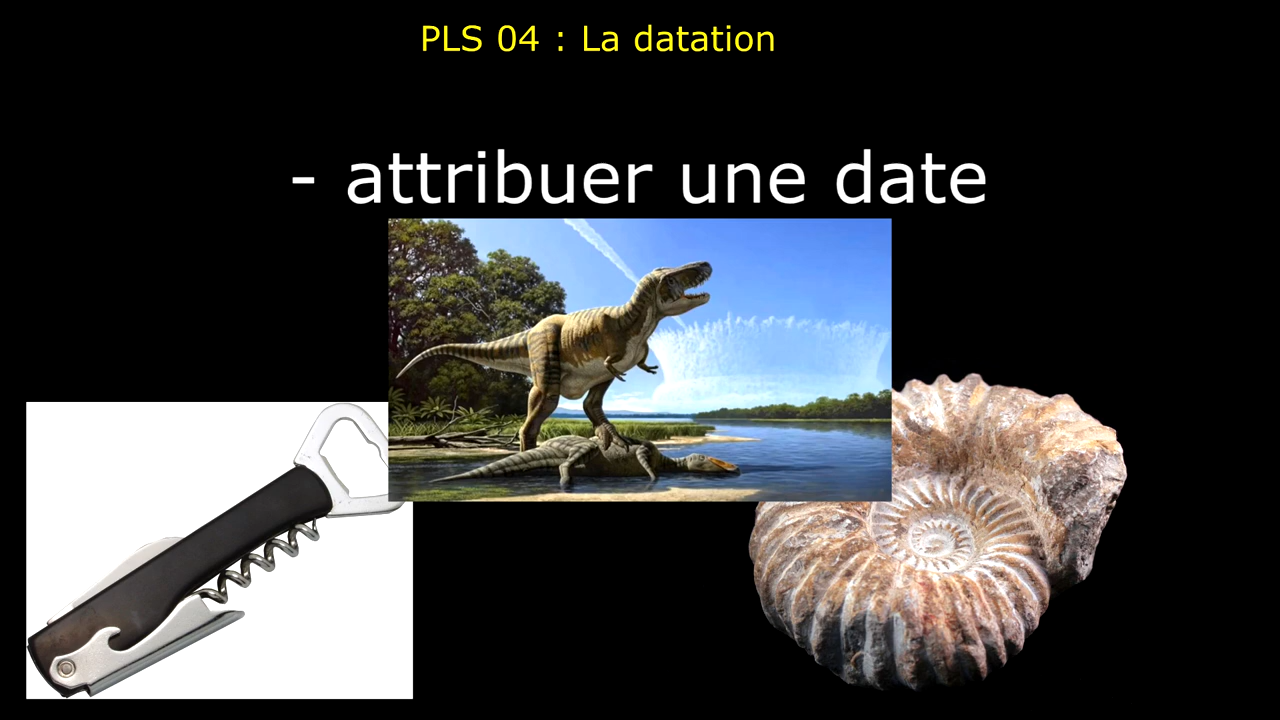 PLS 04 : La datation
- attribuer une date